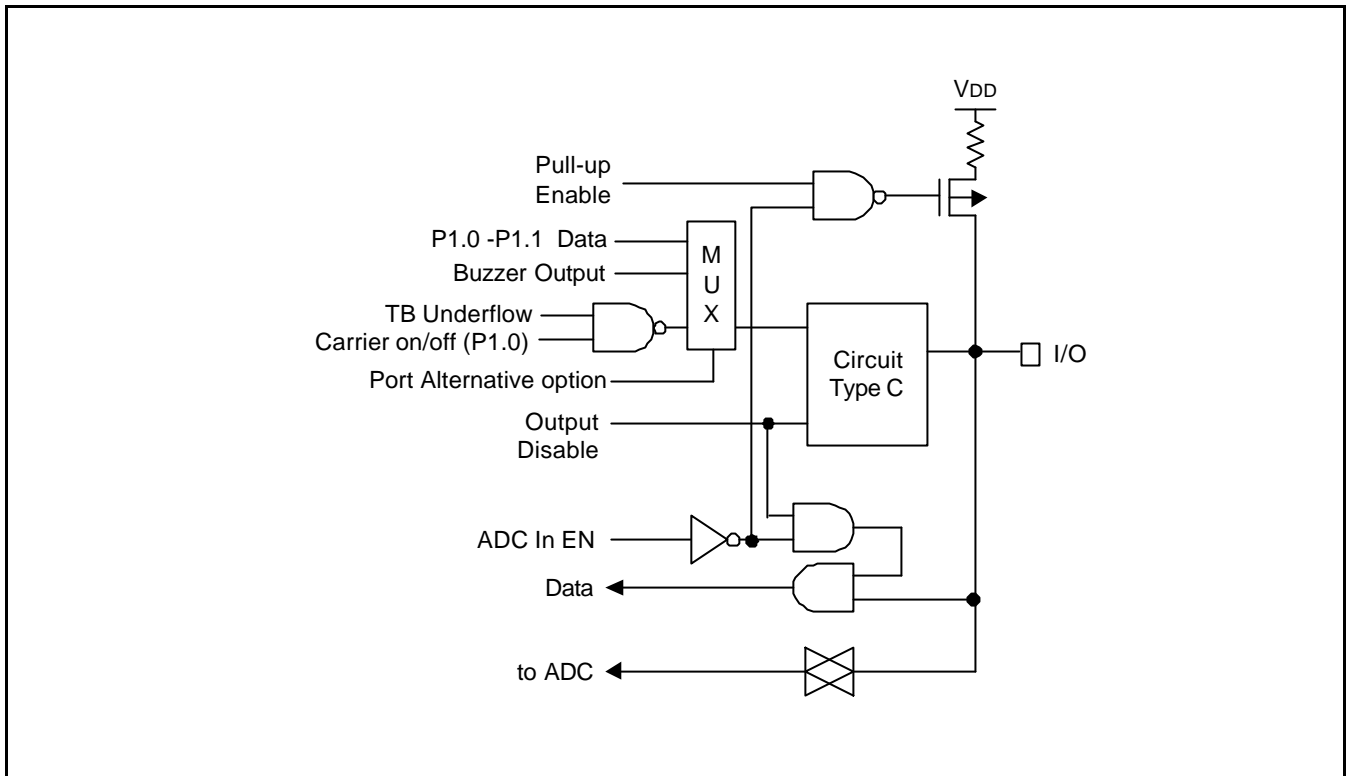 VDD
Pull-up
Enable
P1.0 -P1.1 Data
Buzzer Output
M
U
X
TB Underflow
Carrier on/off (P1.0)
Port Alternative option
Circuit
Type C
I/O
Output
Disable
ADC In EN
Data
to ADC